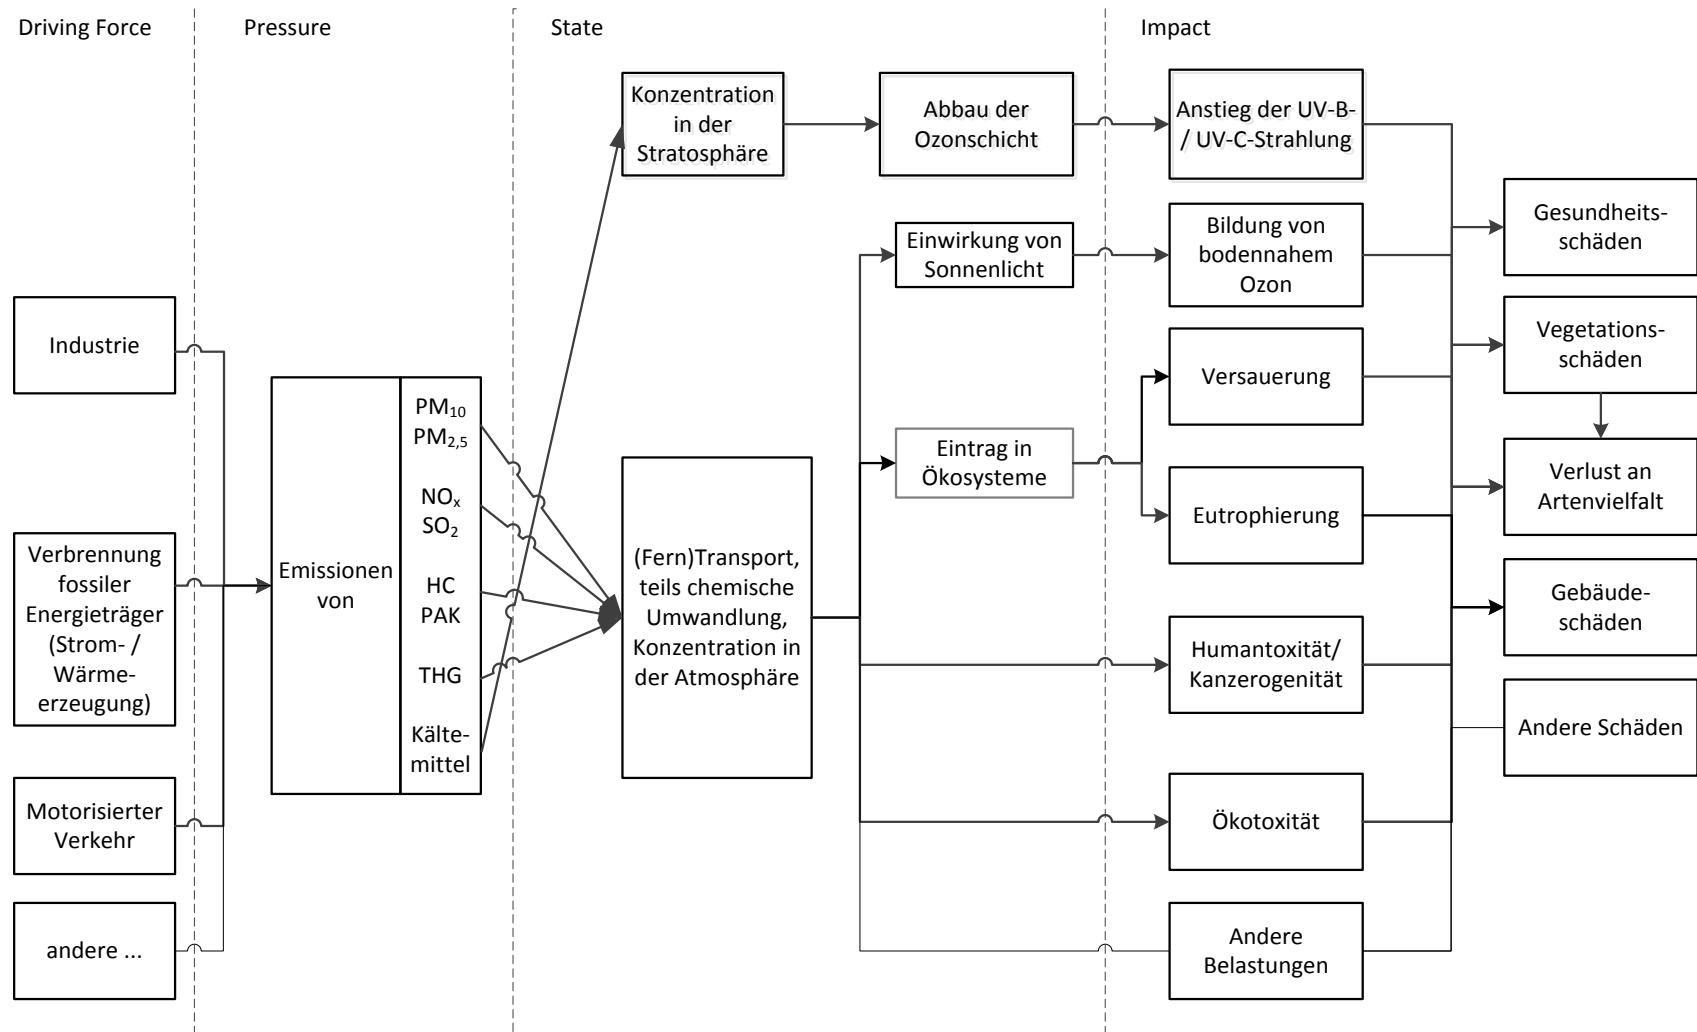 Driving Force
Pressure
State
Impact
Industrie
Verbrennung
fossiler
Energieträger
(Strom- /
Wärme-
erzeugung)
Motorisierter
Verkehr
andere ...
Emissionen
von
PM₁₀
PM₂,₅
NOₓ
SO₂
HC
PAK
THG
Kälte-
mittel
Konzentration
in der
Stratosphäre
(Fern)Transport,
teils chemische
Umwandlung,
Konzentration in
der Atmosphäre
Abbau der
Ozonschicht
Einwirkung von
Sonnenlicht
Eintrag in
Ökosysteme
Anstieg der UV-B-
/ UV-C-Strahlung
Bildung von
bodennahem
Ozon
Versauerung
Eutrophierung
Humantoxität/
Kanzerogenität
Ökotoxität
Andere
Belastungen
Gesundheits-
schäden
Vegetations-
schäden
Verlust an
Artenvielfalt
Gebäude-
schäden
Andere Schäden